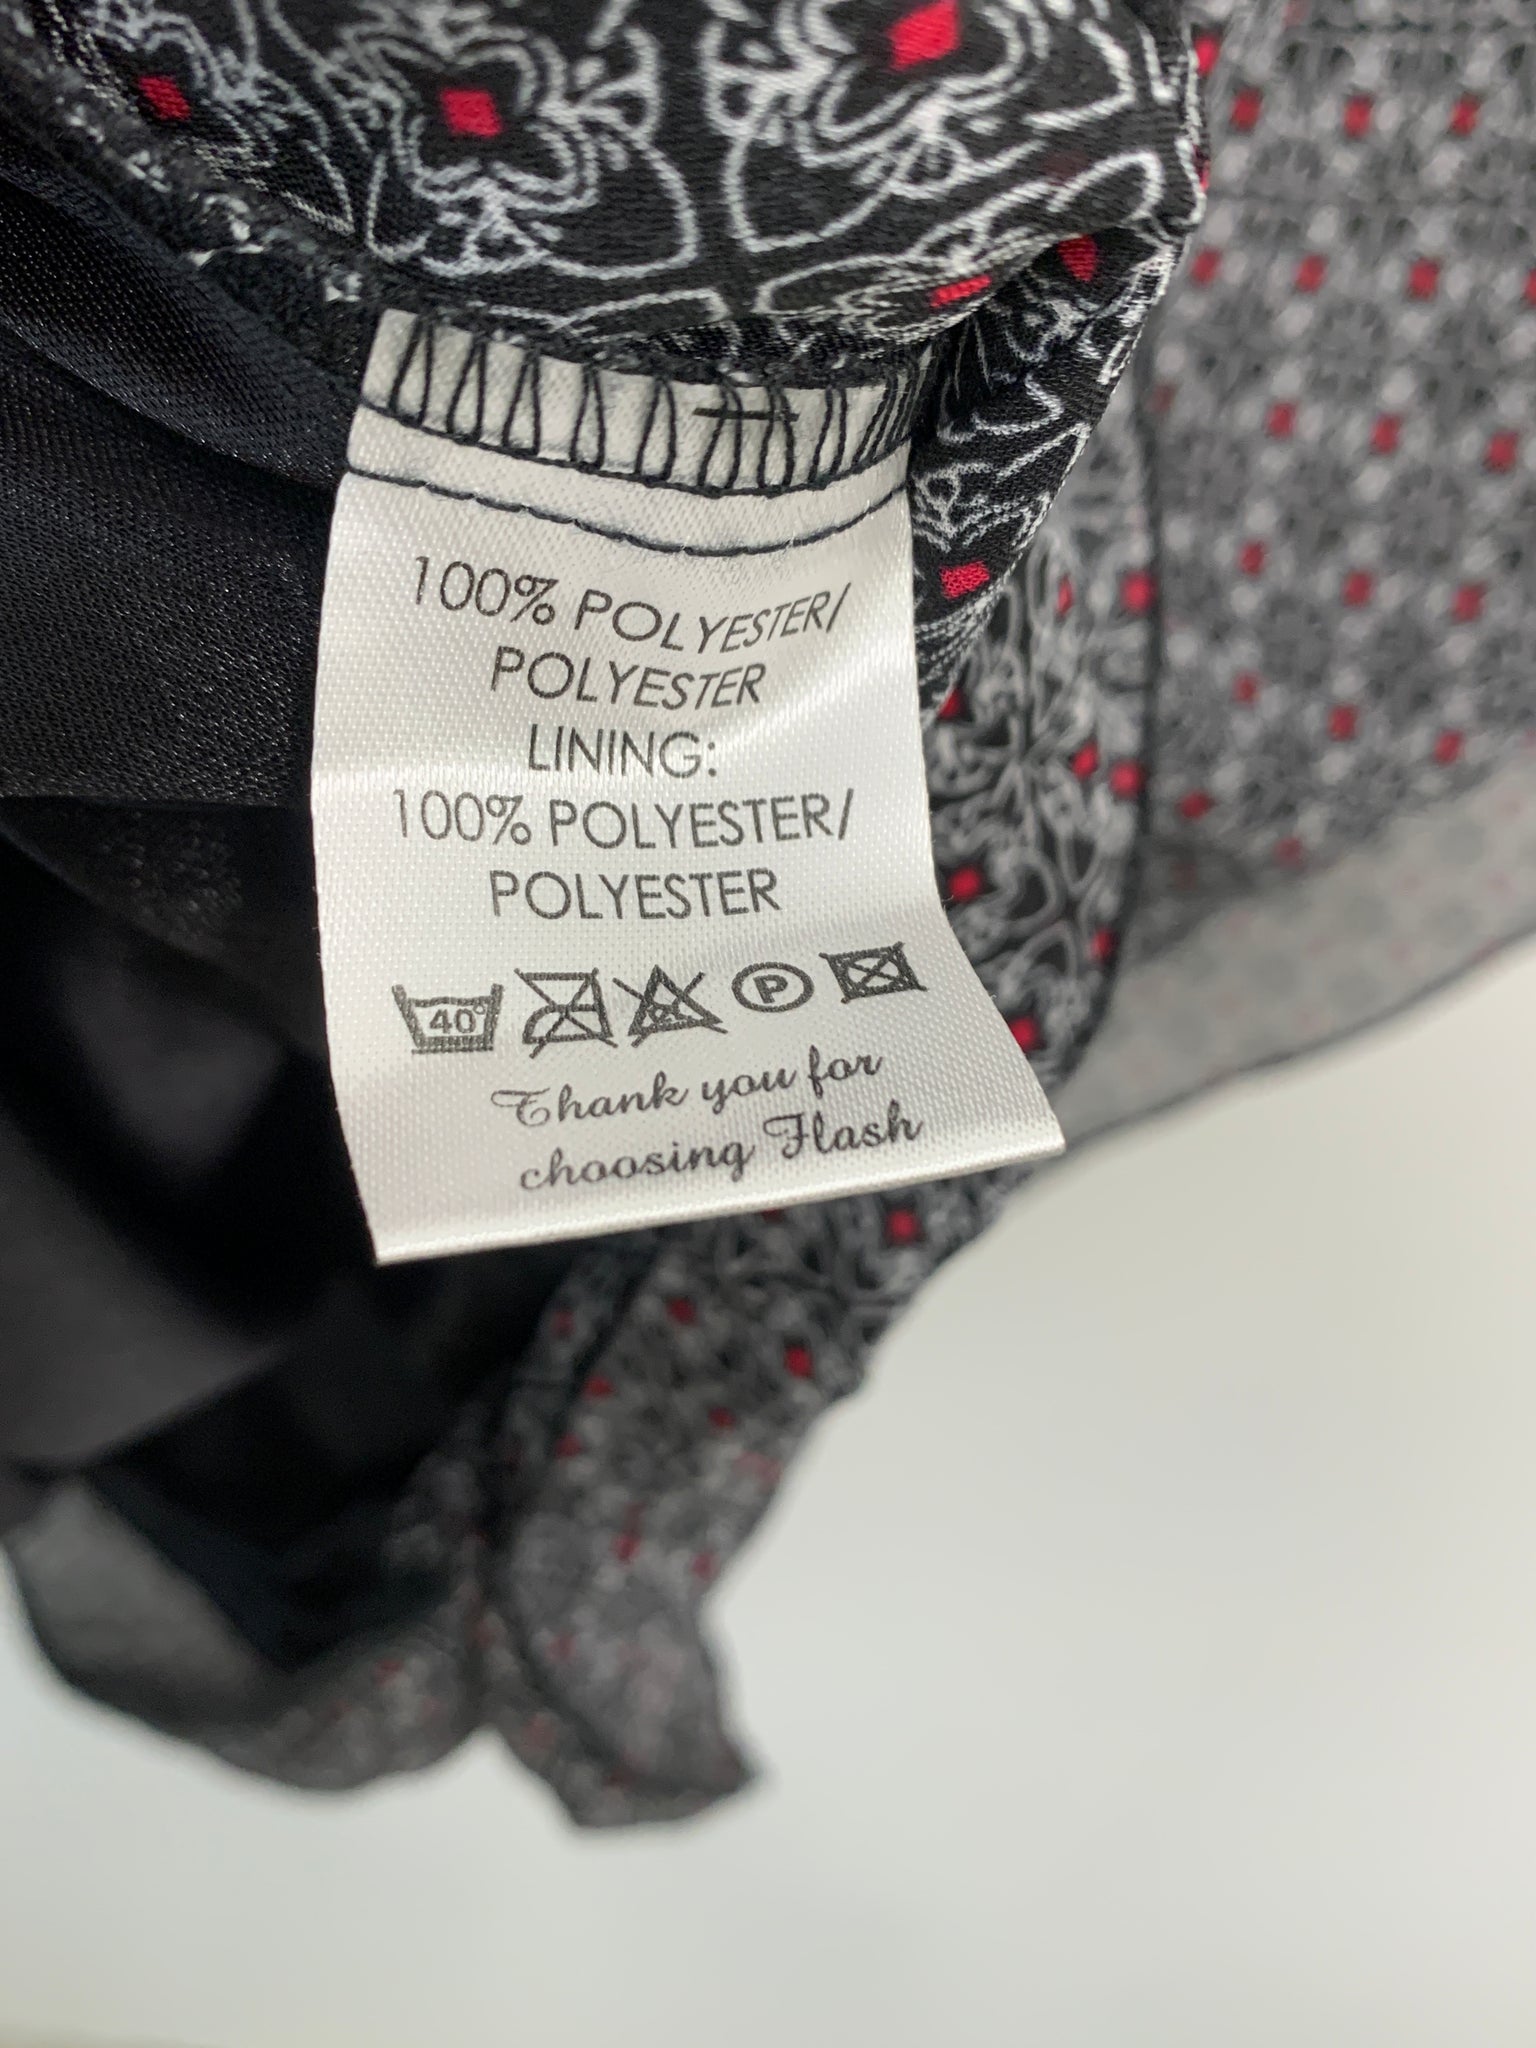 100% POLYESTER/
POLYESTER
LINING:
100% POLYESTER/
POLYESTER
40° P
Thank you for
choosing Flash